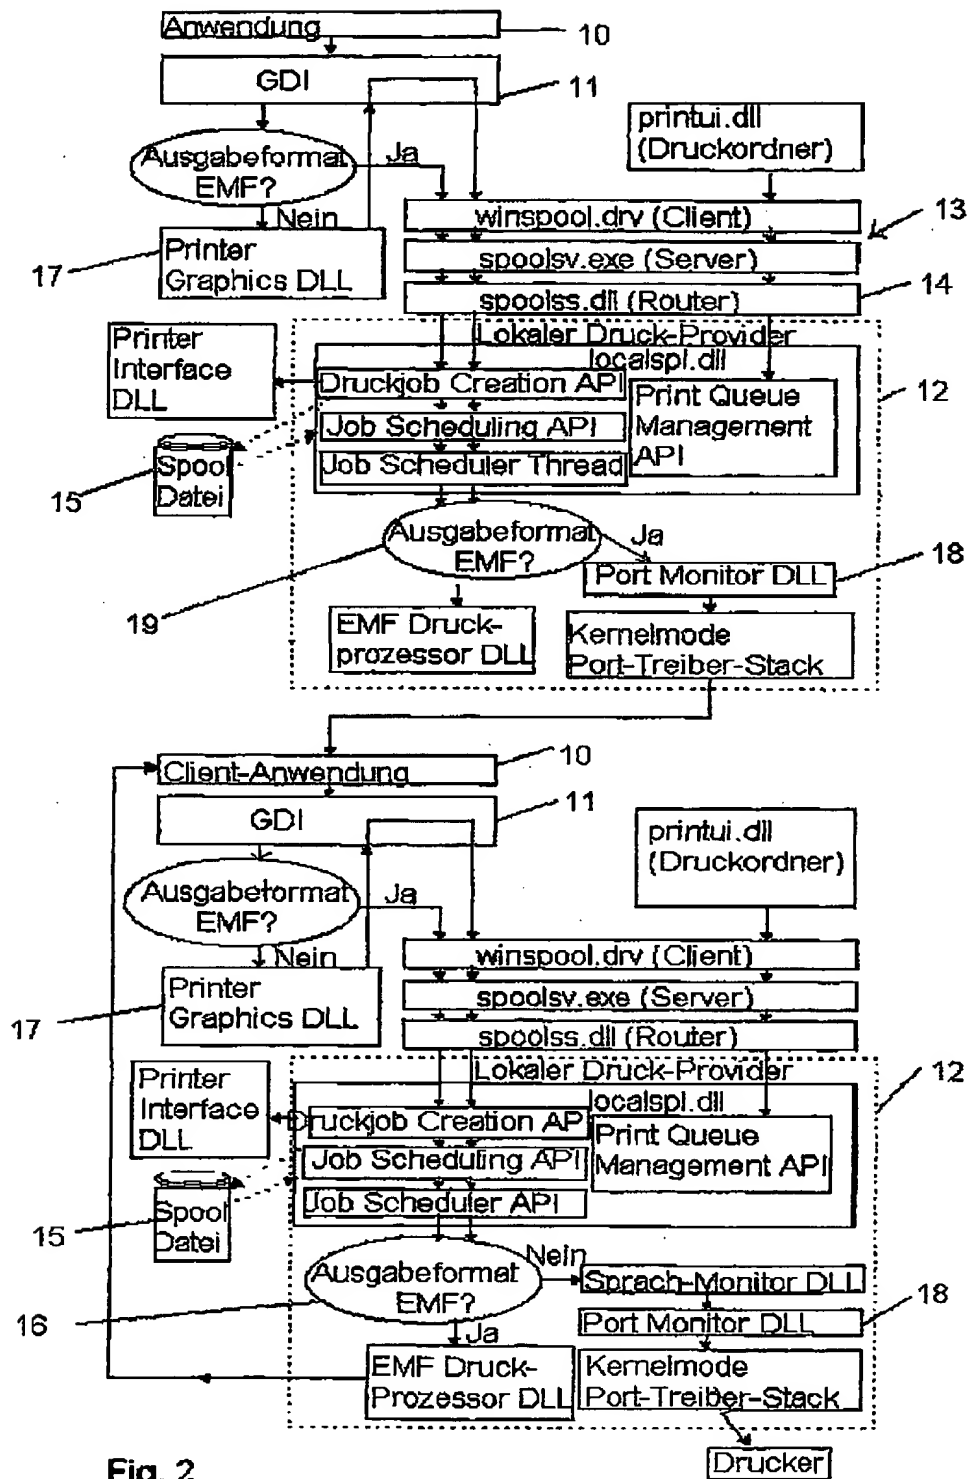 Anwendung
10
GDI
11
printui.dll
(Druckordner)
Ausgabeformat
EMF?
Ja
Nein
winspool.drv (Client)
13
spoolsv.exe (Server)
17
Printer
Graphics DLL
spoolss.dll (Router)
14
Lokaler Druck-Provider
localspl.dll
Printer
Interface
DLL
Druckjob Creation API
Print Queue
Management
API
12
Job Scheduling API
Job Scheduler Thread
15
Spool
Datei
Ausgabeformat
EMF?
Ja
19
Port Monitor DLL
18
EMF Druck-
prozessor DLL
Kernelmode
Port-Treiber-Stack
Client-Anwendung
10
GDI
11
printui.dll
(Druckordner)
Ausgabeformat
EMF?
Ja
Nein
winspool.drv (Client)
spoolsv.exe (Server)
17
Printer
Graphics DLL
spoolss.dll (Router)
Lokaler Druck-Provider
12
localspl.dll
Printer
Interface
DLL
Druckjob Creation AP
Print Queue
Management API
Job Scheduling API
Job Scheduler API
15
Spool
Datei
Ausgabeformat
EMF?
Nein
16
Ja
Sprach-Monitor DLL
Port Monitor DLL
18
EMF Druck-
Prozessor DLL
Kernelmode
Port-Treiber-Stack
Drucker
Fig. 2